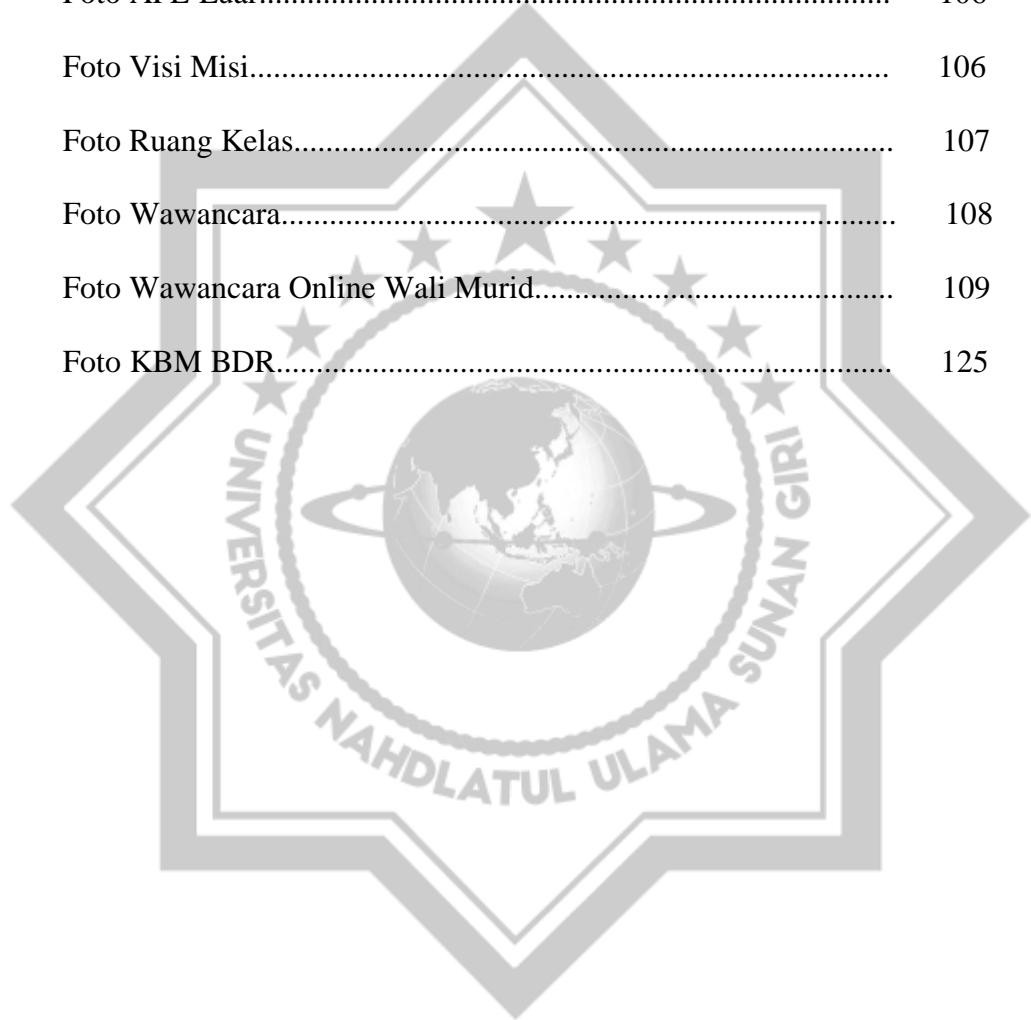 Foto Visi Misi........................................................................... 106
Foto Ruang Kelas...................................................................... 107
Foto Wawancara........................................................................ 108
Foto Wawancara Online Wali Murid.......................................... 109
Foto KBM BDR........................................................................ 125
UNIVERSITAS NAHDLATUL ULAMA SUNAN GIRI